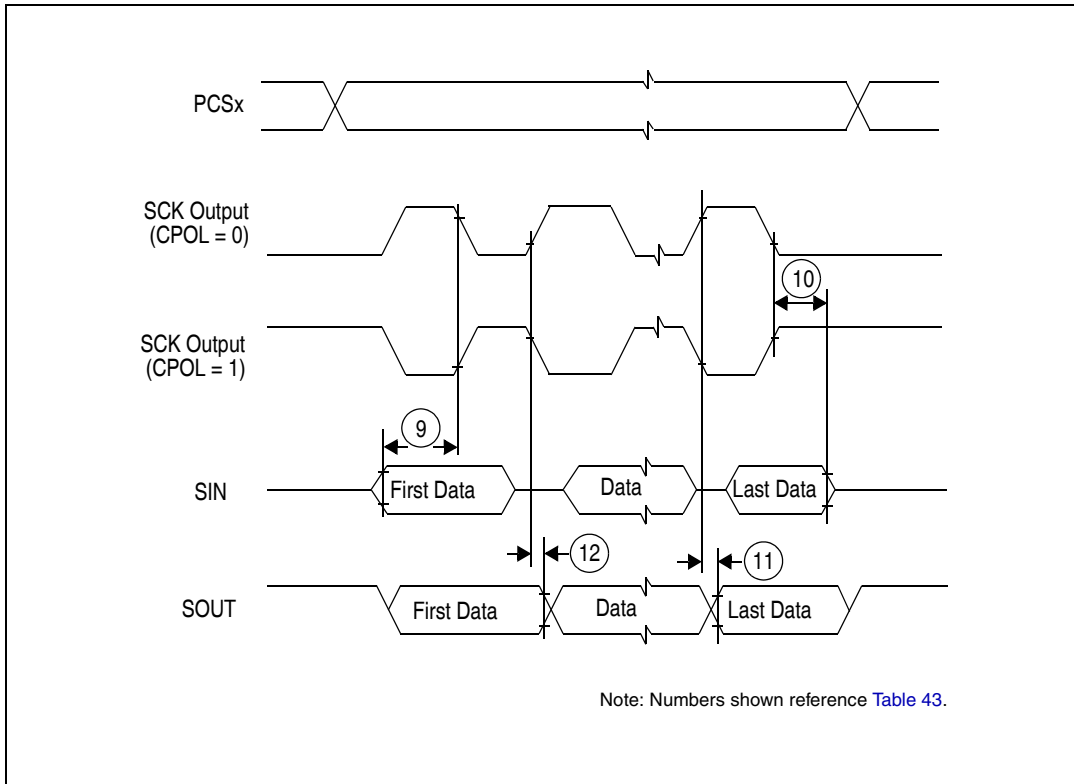 PCSx
SCK Output
(CPOL = 0)
10
SCK Output
(CPOL = 1)
9
SIN
First Data
Data
Last Data
12
11
SOUT
First Data
Data
Last Data
Note: Numbers shown reference Table 43.